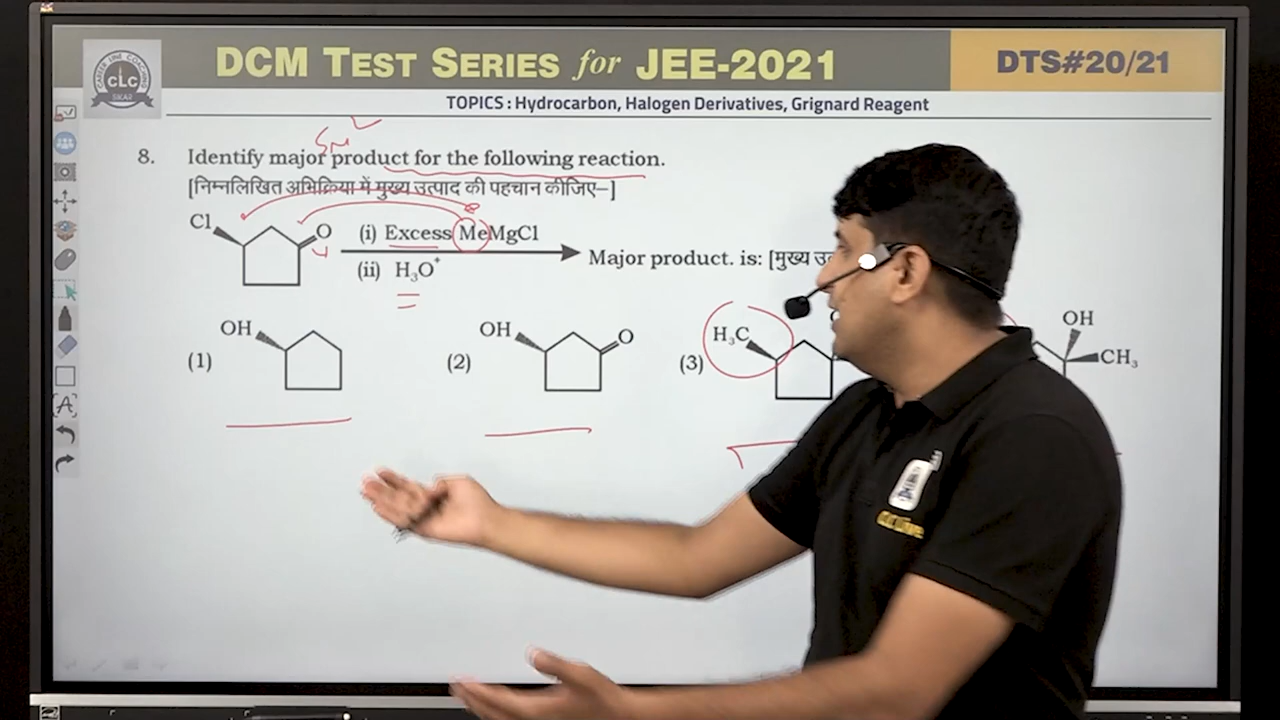 DCM TEST SERIES for JEE-2021
DTS#20/21
CLC
SIKAR
TOPICS : Hydrocarbon, Halogen Derivatives, Grignard Reagent
8. Identify major product for the following reaction.
[निम्नलिखित अभिक्रिया में मुख्य उत्पाद की पहचान कीजिए–]
Cl
O
(i) Excess MeMgCl
(ii) H₃O⁺
Major product. is: [मुख्य
(1)
OH
(2)
OH
O
(3)
H₃C
OH
CH₃